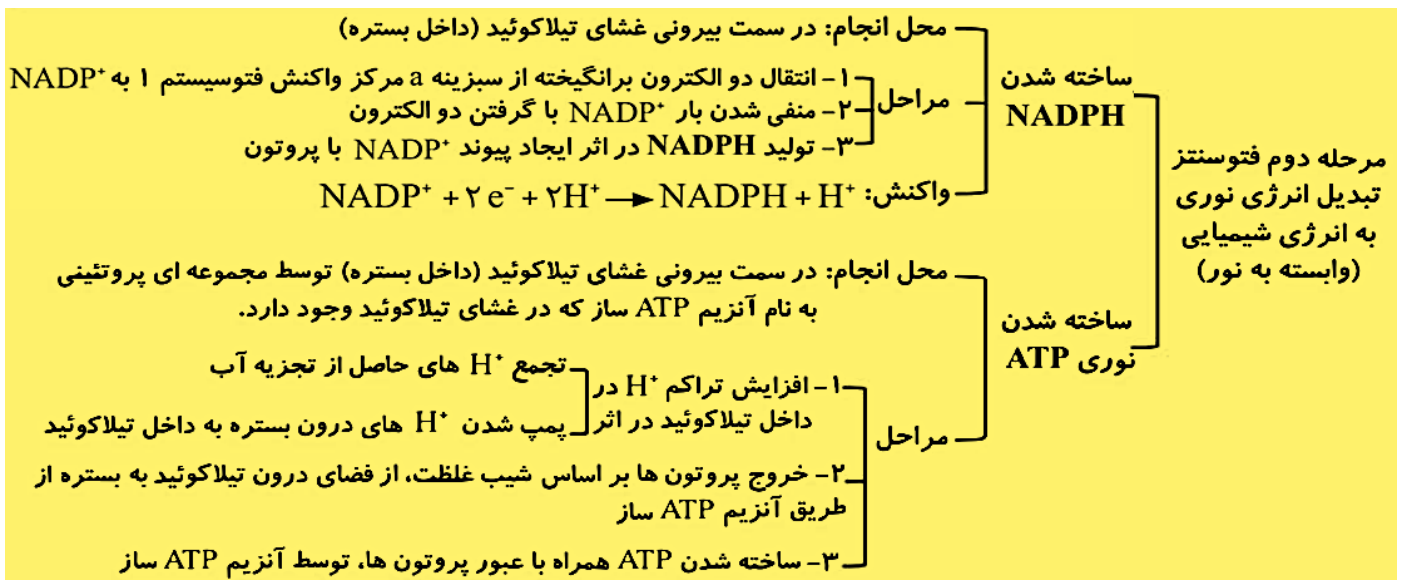 مرحله دوم فتوسنتز
تبدیل انرژی نوری
به انرژی شیمیایی
(وابسته به نور)
ساخته شدن
NADPH
محل انجام: در سمت بیرونی غشای تیلاکوئید (داخل بستره)
مراحل
۱- انتقال دو الکترون برانگیخته از سبزینه a مرکز واکنش فتوسیستم ۱ به NADP⁺
۲- منفی شدن بار NADP⁺ با گرفتن دو الکترون
۳- تولید NADPH در اثر ایجاد پیوند NADP⁺ با پروتون
واکنش: NADP⁺ + ۲ e⁻ + ۲H⁺ → NADPH + H⁺
ساخته شدن
نوری ATP
محل انجام: در سمت بیرونی غشای تیلاکوئید (داخل بستره) توسط مجموعه ای پروتئینی
به نام آنزیم ATP ساز که در غشای تیلاکوئید وجود دارد.
مراحل
۱- افزایش تراکم H⁺ در
داخل تیلاکوئید در اثر
تجمع H⁺ های حاصل از تجزیه آب
پمپ شدن H⁺ های درون بستره به داخل تیلاکوئید
۲- خروج پروتون ها بر اساس شیب غلظت، از فضای درون تیلاکوئید به بستره از
طریق آنزیم ATP ساز
۳- ساخته شدن ATP همراه با عبور پروتون ها، توسط آنزیم ATP ساز